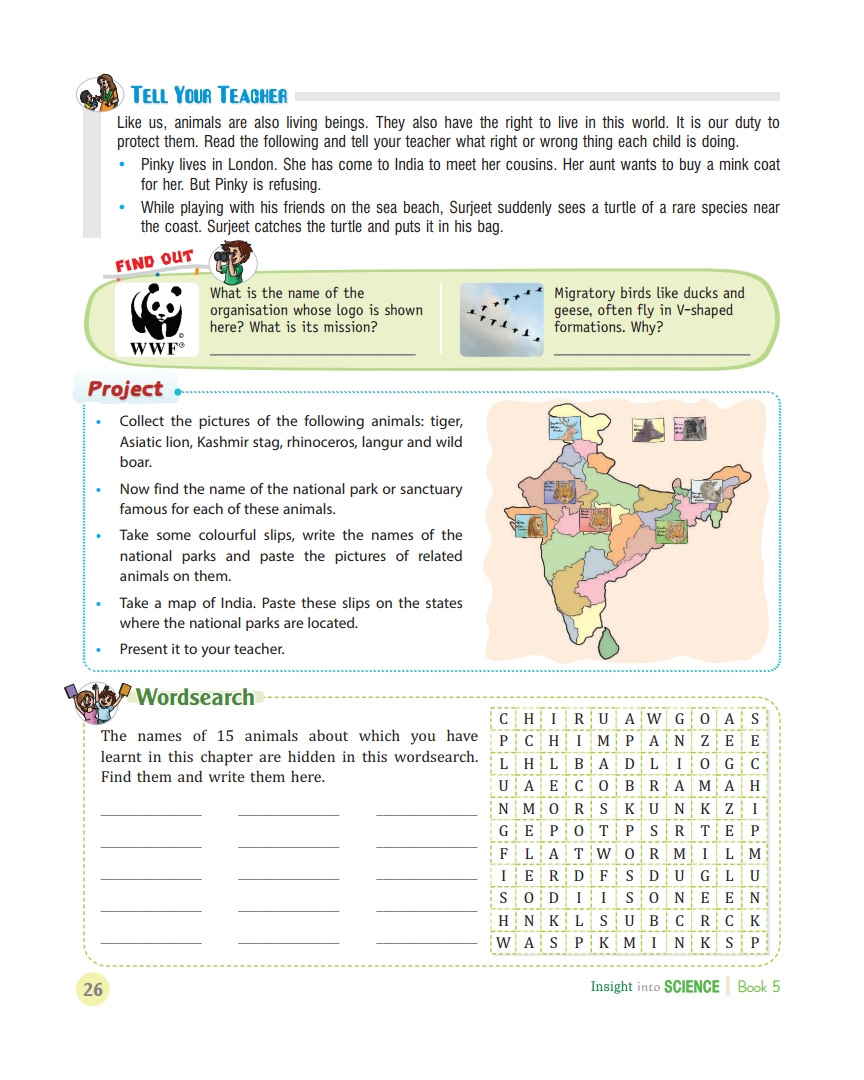 TELL YOUR TEACHER
Like us, animals are also living beings. They also have the right to live in this world. It is our duty to
protect them. Read the following and tell your teacher what right or wrong thing each child is doing.
• Pinky lives in London. She has come to India to meet her cousins. Her aunt wants to buy a mink coat
for her. But Pinky is refusing.
• While playing with his friends on the sea beach, Surjeet suddenly sees a turtle of a rare species near
the coast. Surjeet catches the turtle and puts it in his bag.
FIND OUT
What is the name of the
organisation whose logo is shown
here? What is its mission?
©
WWF®
Migratory birds like ducks and
geese, often fly in V-shaped
formations. Why?
Project
• Collect the pictures of the following animals: tiger,
Asiatic lion, Kashmir stag, rhinoceros, langur and wild
boar.
• Now find the name of the national park or sanctuary
famous for each of these animals.
• Take some colourful slips, write the names of the
national parks and paste the pictures of related
animals on them.
• Take a map of India. Paste these slips on the states
where the national parks are located.
• Present it to your teacher.
Wordsearch
The names of 15 animals about which you have
learnt in this chapter are hidden in this wordsearch.
Find them and write them here.
C H I R U A W G O A S
P C H I M P A N Z E E
L H L B A D L I O G C
U A E C O B R A M A H
N M O R S K U N K Z I
G E P O T P S R T E P
F L A T W O R M I L M
I E R D F S D U G L U
S O D I I S O N E E N
H N K L S U B C R C K
W A S P K M I N K S P
26
Insight into SCIENCE Book 5